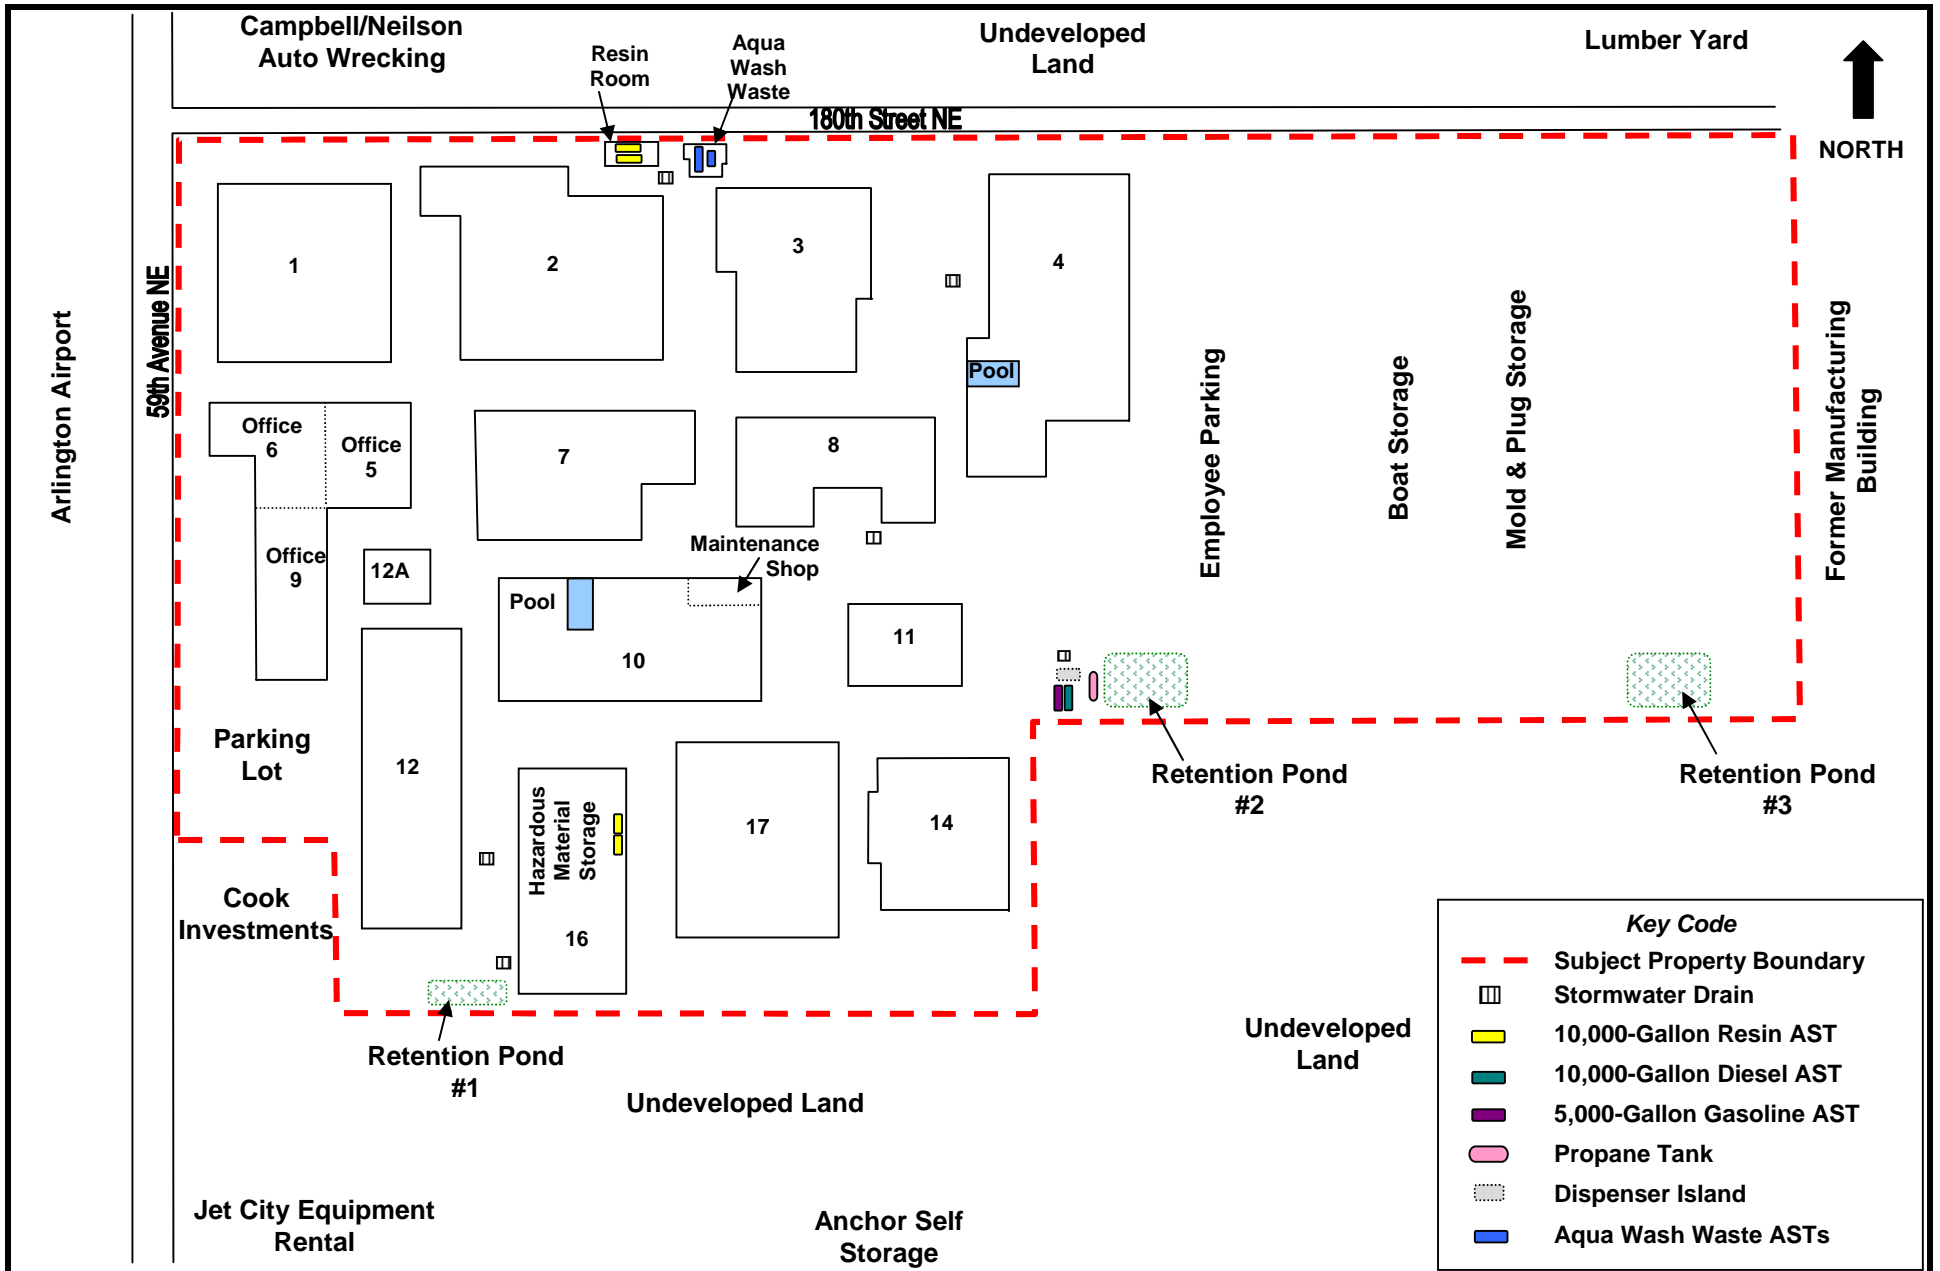 Campbell/Neilson
Auto Wrecking
Resin
Room
Aqua
Wash
Waste
Undeveloped
Land
Lumber Yard
NORTH
180th Street NE
59th Avenue NE
Arlington Airport
1
2
3
4
Pool
Office
6
Office
5
Office
9
7
8
Employee Parking
Boat Storage
Mold & Plug Storage
Former Manufacturing
Building
12A
Maintenance
Shop
Pool
10
11
Parking
Lot
12
Hazardous
Material
Storage
16
17
14
Retention Pond
#2
Retention Pond
#3
Cook
Investments
Retention Pond
#1
Undeveloped Land
Undeveloped
Land
Jet City Equipment
Rental
Anchor Self
Storage
Key Code
Subject Property Boundary
Stormwater Drain
10,000-Gallon Resin AST
10,000-Gallon Diesel AST
5,000-Gallon Gasoline AST
Propane Tank
Dispenser Island
Aqua Wash Waste ASTs